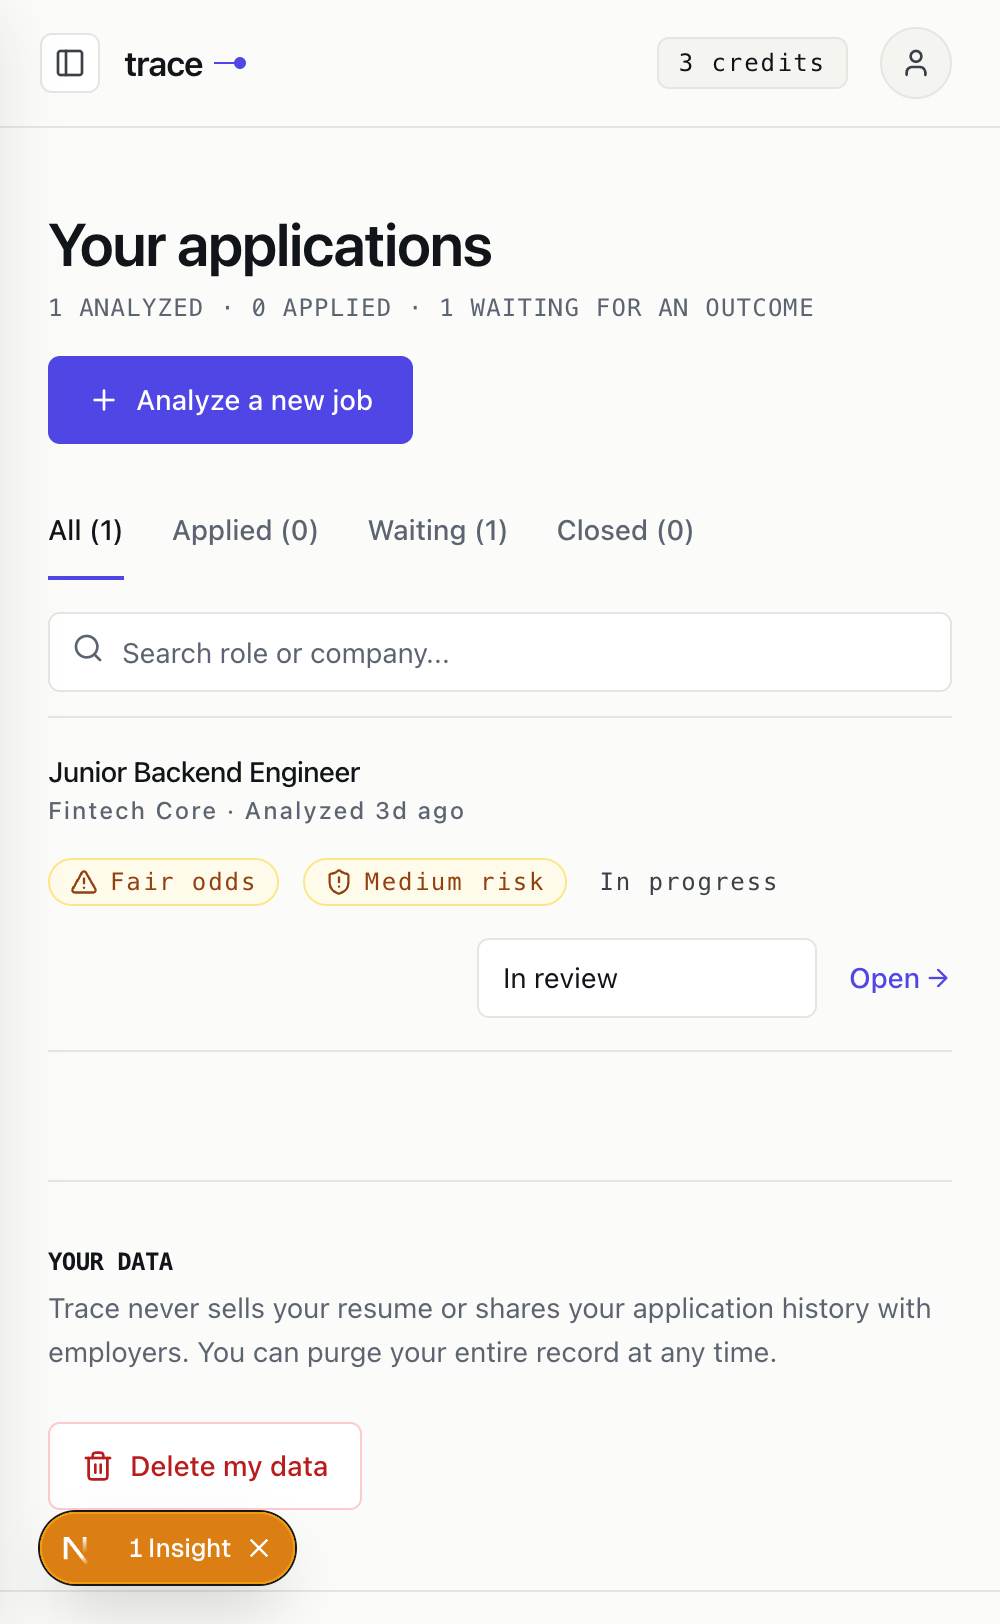 trace
3 credits
Your applications
1 ANALYZED · 0 APPLIED · 1 WAITING FOR AN OUTCOME
Analyze a new job
All (1) Applied (0) Waiting (1) Closed (0)
Search role or company...
Junior Backend Engineer
Fintech Core · Analyzed 3d ago
Fair odds Medium risk In progress
In review Open →
YOUR DATA
Trace never sells your resume or shares your application history with
employers. You can purge your entire record at any time.
Delete my data
N 1 Insight